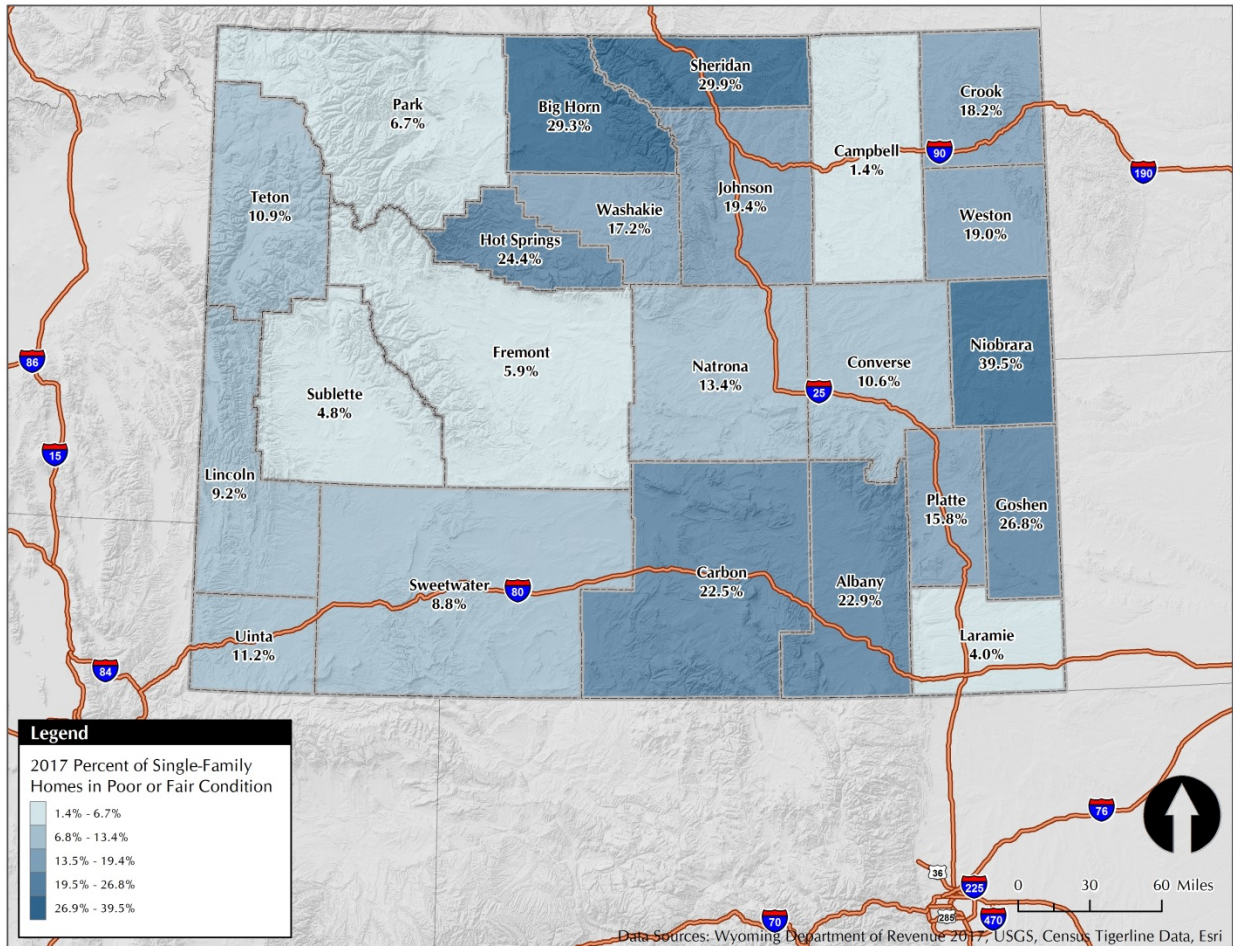 Sheridan
29.9%
Park
6.7%
Big Horn
29.3%
Crook
18.2%
Campbell
1.4%
90
190
Teton
10.9%
Washakie
17.2%
Johnson
19.4%
Weston
19.0%
Hot Springs
24.4%
Fremont
5.9%
Natrona
13.4%
Converse
10.6%
Niobrara
39.5%
86
Sublette
4.8%
25
15
Lincoln
9.2%
Platte
15.8%
Goshen
26.8%
Sweetwater
8.8%
80
Carbon
22.5%
Albany
22.9%
Uinta
11.2%
Laramie
4.0%
84
Legend
2017 Percent of Single-Family
Homes in Poor or Fair Condition
1.4% - 6.7%
6.8% - 13.4%
13.5% - 19.4%
19.5% - 26.8%
26.9% - 39.5%
76
36
225
0 30 60 Miles
70
285
470
Data Sources: Wyoming Department of Revenue 2017, USGS, Census Tigerline Data, Esri